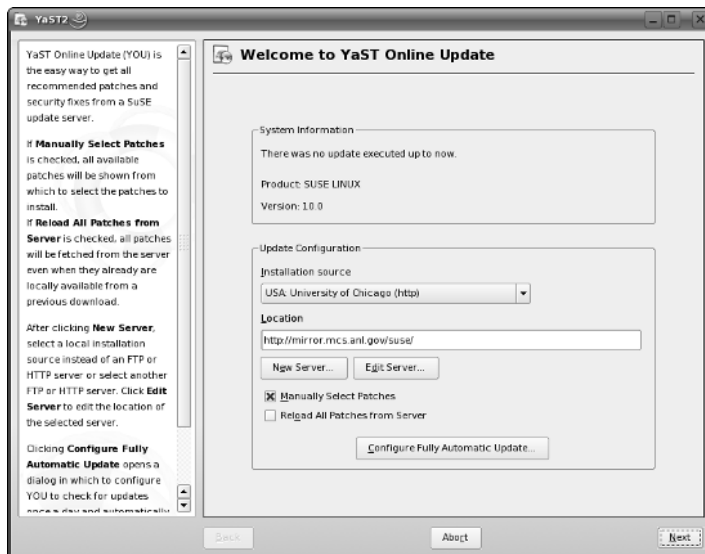 YaST2
YaST Online Update (YOU) is
the easy way to get all
recommended patches and
security fixes from a SuSE
update server.
If Manually Select Patches
is checked, all available
patches will be shown from
which to select the patches to
install.
If Reload All Patches from
Server is checked, all patches
will be fetched from the server
even when they already are
locally available from a
previous download.
After clicking New Server,
select a local installation
source instead of an FTP or
HTTP server or select another
FTP or HTTP server. Click Edit
Server to edit the location of
the selected server.
Clicking Configure Fully
Automatic Update opens a
dialog in which to configure
YOU to check for updates
once a day and automatically
Welcome to YaST Online Update
System Information
There was no update executed up to now.
Product: SUSE LINUX
Version: 10.0
Update Configuration
Installation source
USA: University of Chicago (http)
Location
http://mirror.mcs.anl.gov/suse/
New Server... Edit Server...
Manually Select Patches
Reload All Patches from Server
Configure Fully Automatic Update...
Back Abort Next